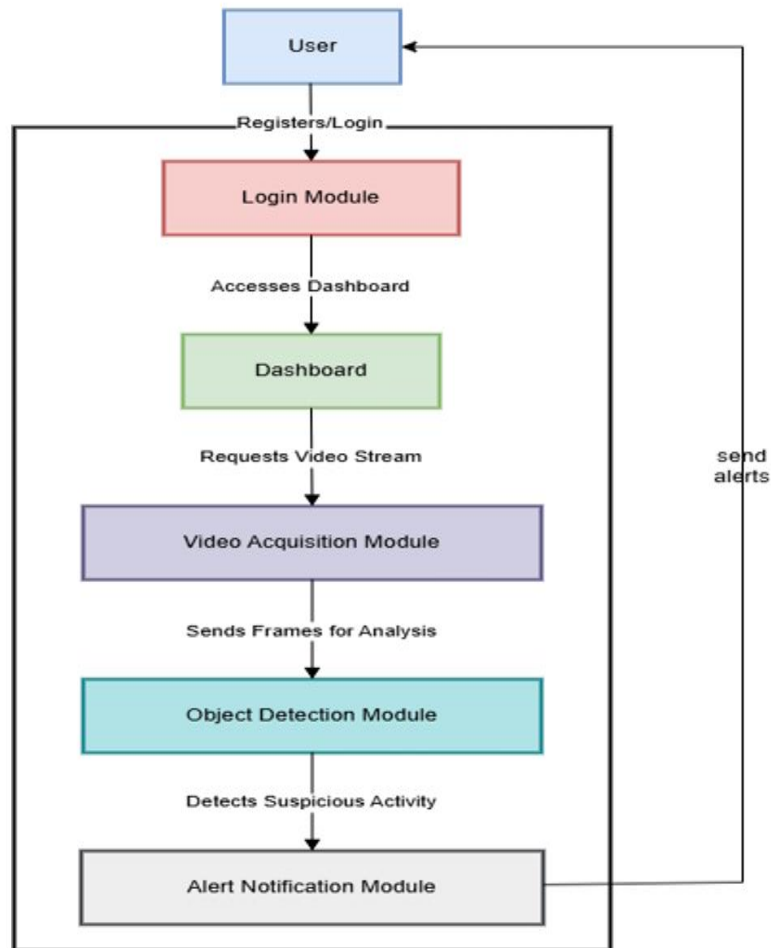 User
Registers/Login
Login Module
Accesses Dashboard
Dashboard
Requests Video Stream
send
alerts
Video Acquisition Module
Sends Frames for Analysis
Object Detection Module
Detects Suspicious Activity
Alert Notification Module